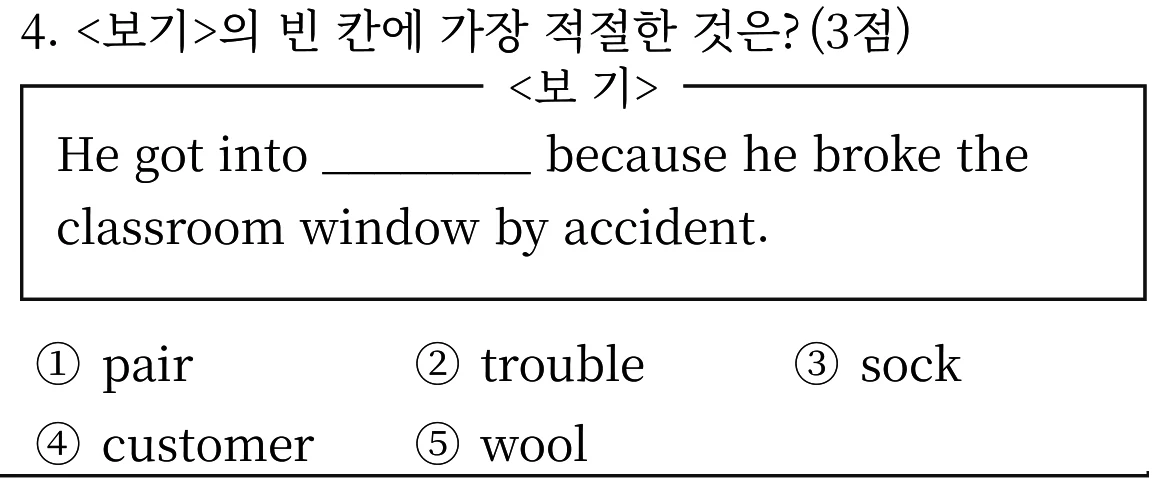 4. <보기>의 빈 칸에 가장 적절한 것은?(3점)
<보 기>
He got into ________ because he broke the
classroom window by accident.
① pair ② trouble ③ sock
④ customer ⑤ wool